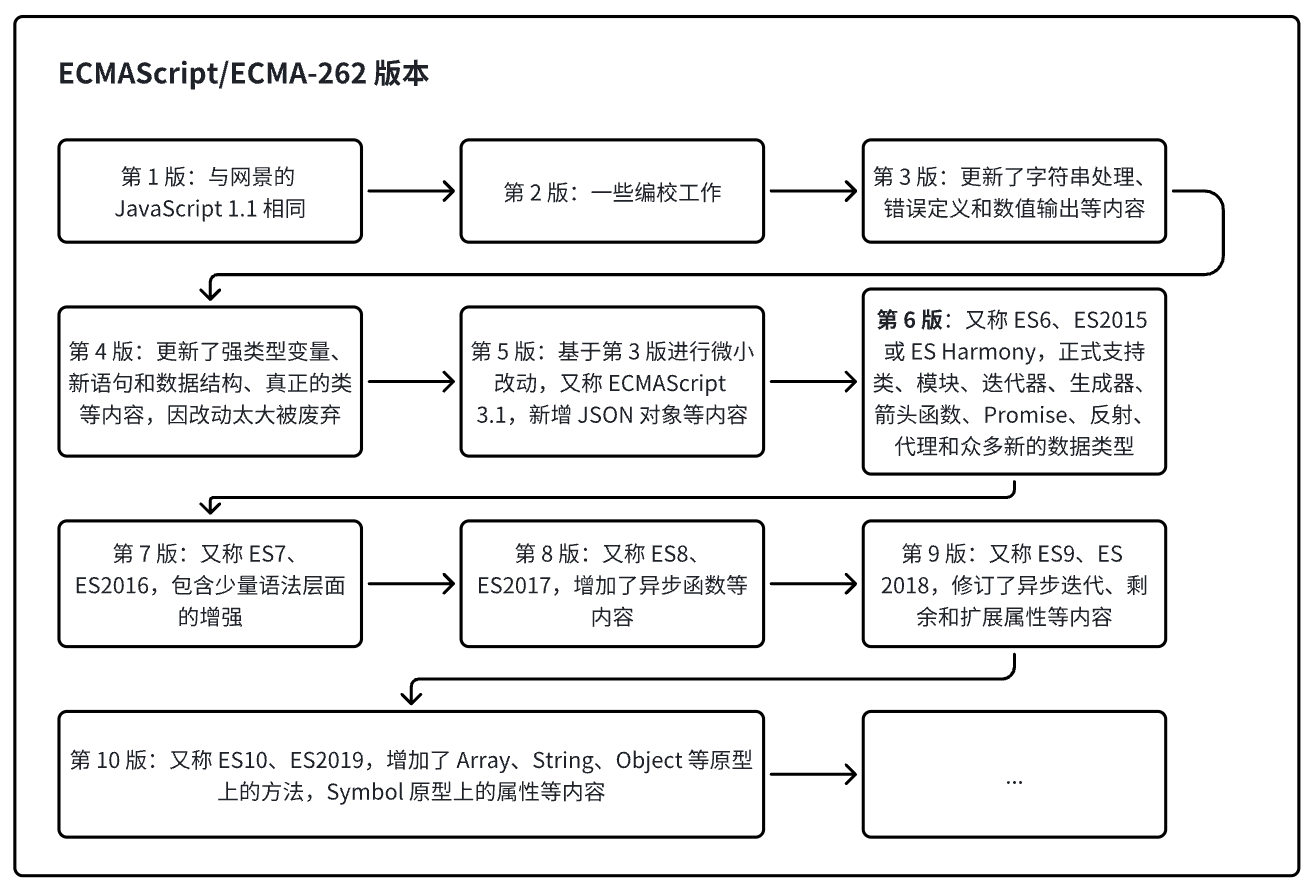 ECMAScript/ECMA-262 版本
第 1 版：与网景的
JavaScript 1.1 相同
第 2 版：一些编校工作
第 3 版：更新了字符串处理、
错误定义和数值输出等内容
第 4 版：更新了强类型变量、
新语句和数据结构、真正的类
等内容，因改动太大被废弃
第 5 版：基于第 3 版进行微小
改动，又称 ECMAScript
3.1，新增 JSON 对象等内容
第 6 版：又称 ES6、ES2015
或 ES Harmony，正式支持
类、模块、迭代器、生成器、
箭头函数、Promise、反射、
代理和众多新的数据类型
第 7 版：又称 ES7、
ES2016，包含少量语法层面
的增强
第 8 版：又称 ES8、
ES2017，增加了异步函数等
内容
第 9 版：又称 ES9、ES
2018，修订了异步迭代、剩
余和扩展属性等内容
第 10 版：又称 ES10、ES2019，增加了 Array、String、Object 等原型
上的方法，Symbol 原型上的属性等内容
...